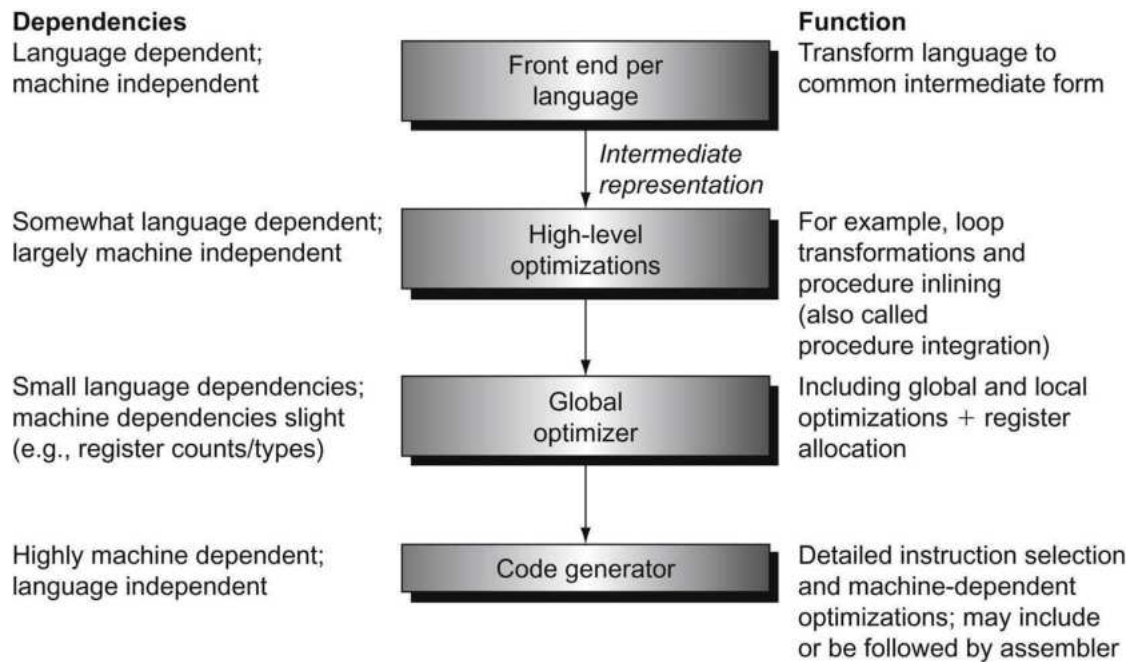 Dependencies
Language dependent;
machine independent
Front end per
language
Function
Transform language to
common intermediate form
Intermediate
representation
Somewhat language dependent;
largely machine independent
High-level
optimizations
For example, loop
transformations and
procedure inlining
(also called
procedure integration)
Small language dependencies;
machine dependencies slight
(e.g., register counts/types)
Global
optimizer
Including global and local
optimizations + register
allocation
Highly machine dependent;
language independent
Code generator
Detailed instruction selection
and machine-dependent
optimizations; may include
or be followed by assembler